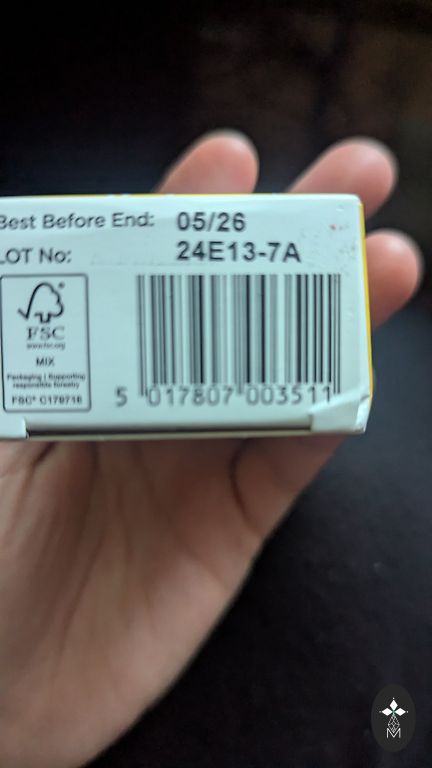 Best Before End: 05/26
LOT No: 24E13-7A
FSC
www.fsc.org
MIX
Packaging | Supporting
responsible forestry
FSC® C179716
5 017807 003511
M